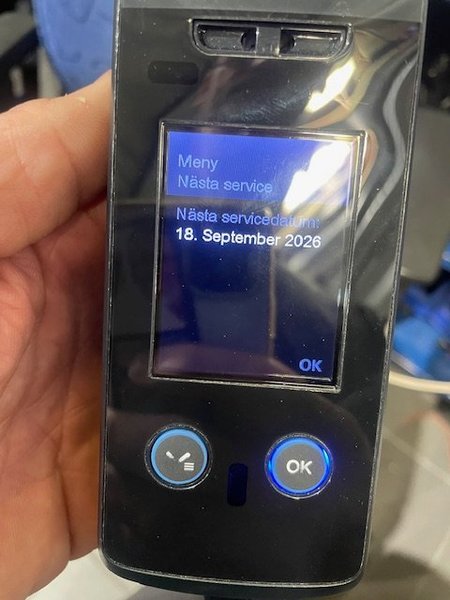 Meny
Nästa service
Nästa servicedatum:
18. September 2026
OK
OK